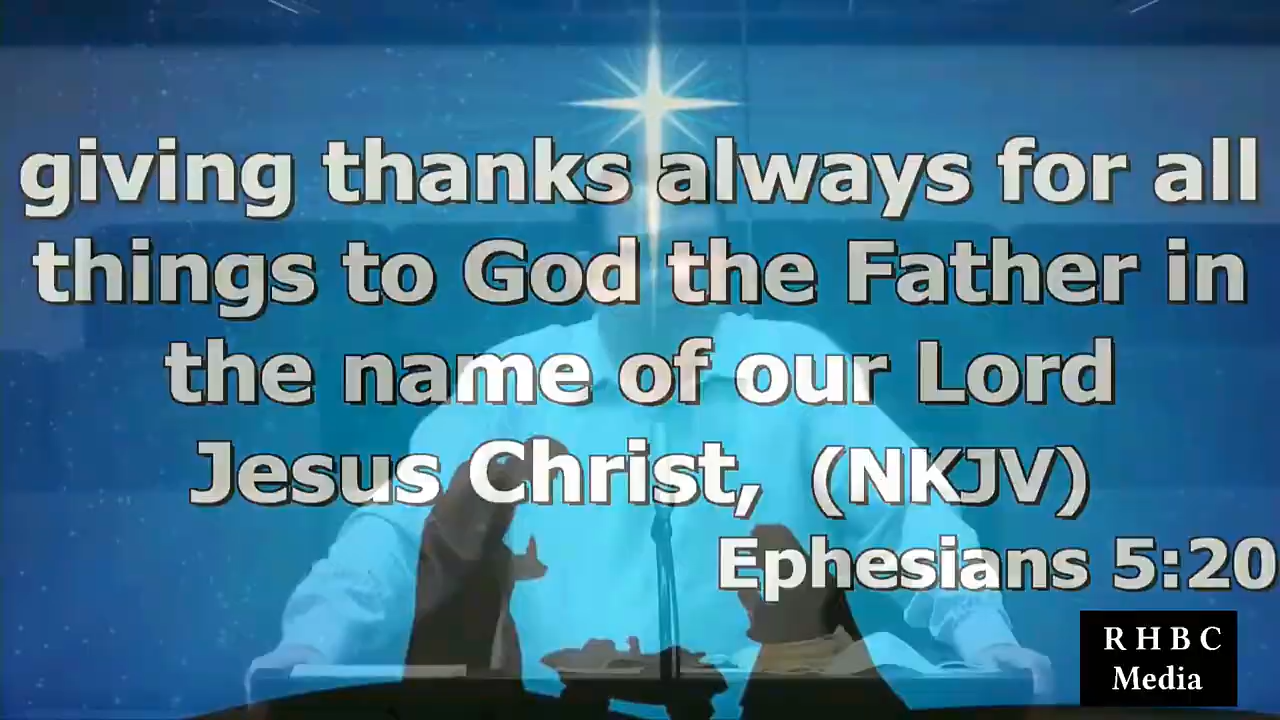 giving thanks always for all
things to God the Father in
the name of our Lord
Jesus Christ, (NKJV)
Ephesians 5:20
RHBC
Media